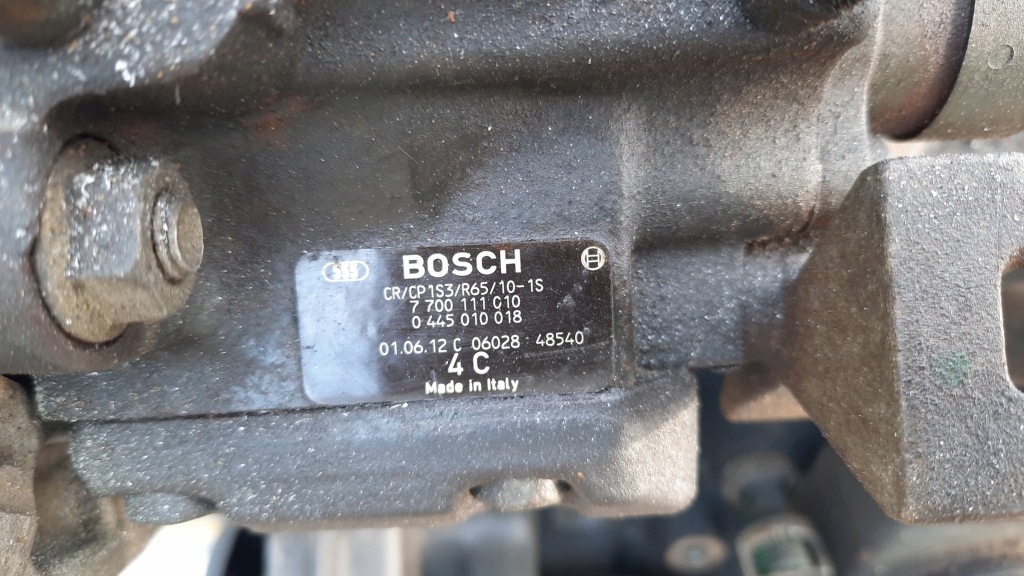 BOSCH
CR/CP1S3/R65/10-1S
7 700 111 010
0 445 010 018
01.06.12 C 06028 48540
4 C
Made in Italy